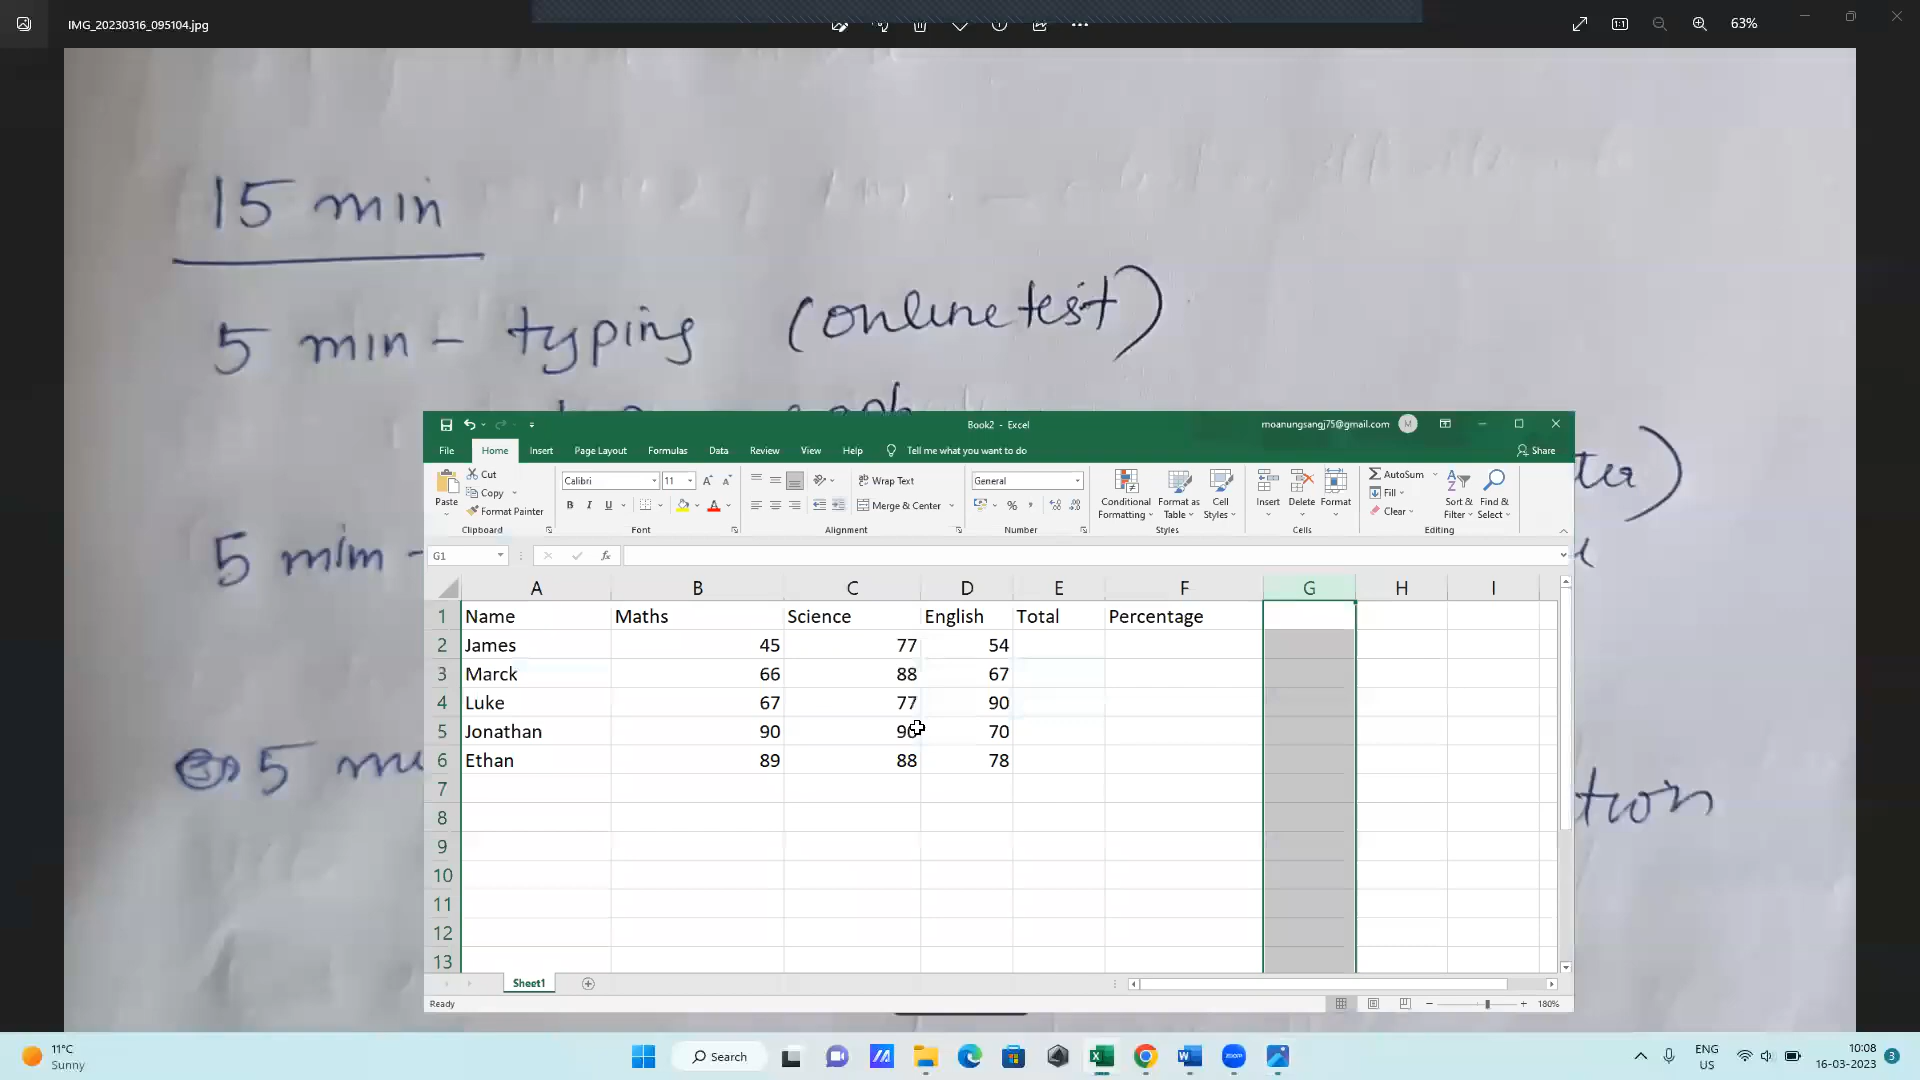 IMG_20230316_095104.jpg
63%
15 min
5 min - typing (online test)
5 min -
ter)
5 m
tion
Book2 - Excel
moanungsangj75@gmail.com
M
File Home Insert Page Layout Formulas Data Review View Help Tell me what you want to do Share
Paste
Cut
Copy
Format Painter
Clipboard
Calibri 11
B I U
Font
Wrap Text
Merge & Center
Alignment
General
Number
Conditional Formatting
Format as Table
Cell Styles
Styles
Insert Delete Format
Cells
AutoSum
Fill
Clear
Sort & Filter
Find & Select
Editing
G1
fx
A B C D E F G H I
1 Name Maths Science English Total Percentage
2 James 45 77 54
3 Marck 66 88 67
4 Luke 67 77 90
5 Jonathan 90 70
6 Ethan 89 88 78
7
8
9
10
11
12
13
Sheet1
Ready
180%
11°C
Sunny
Search
zoom
ENG
US
10:08
16-03-2023
3